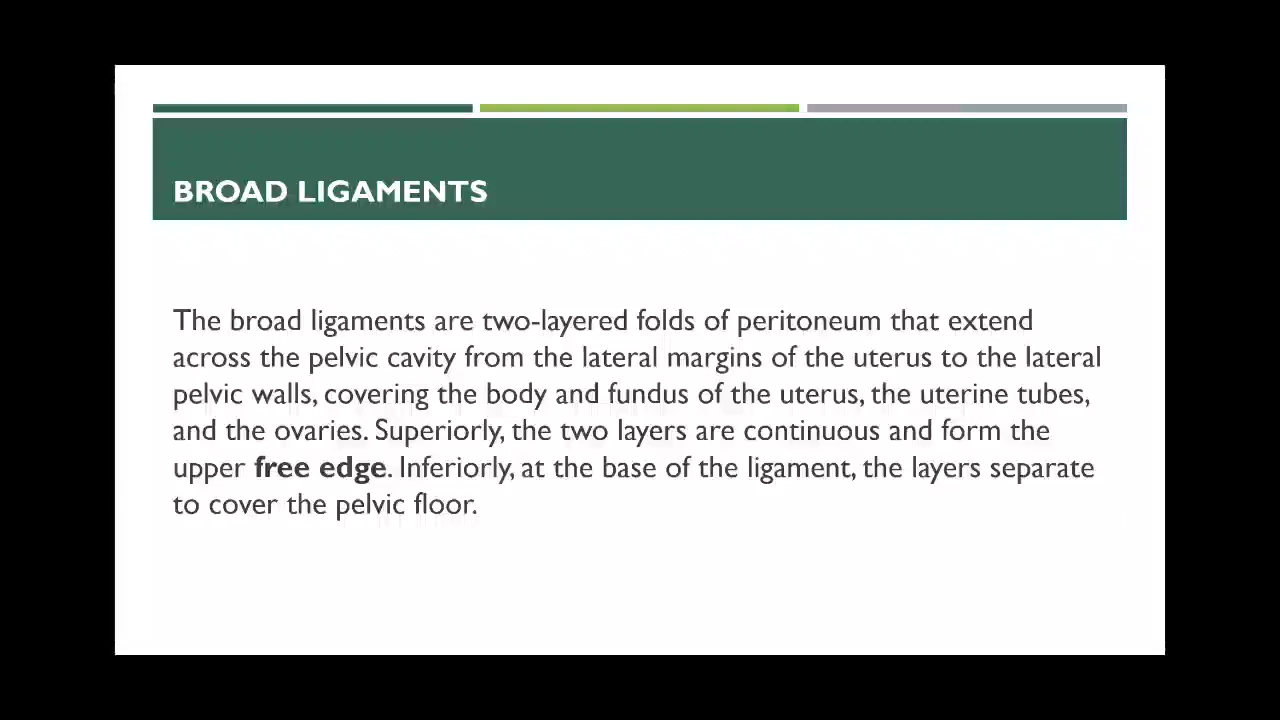 BROAD LIGAMENTS
The broad ligaments are two-layered folds of peritoneum that extend
across the pelvic cavity from the lateral margins of the uterus to the lateral
pelvic walls, covering the body and fundus of the uterus, the uterine tubes,
and the ovaries. Superiorly, the two layers are continuous and form the
upper free edge. Inferiorly, at the base of the ligament, the layers separate
to cover the pelvic floor.